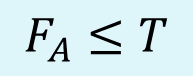 F_A ≤ T